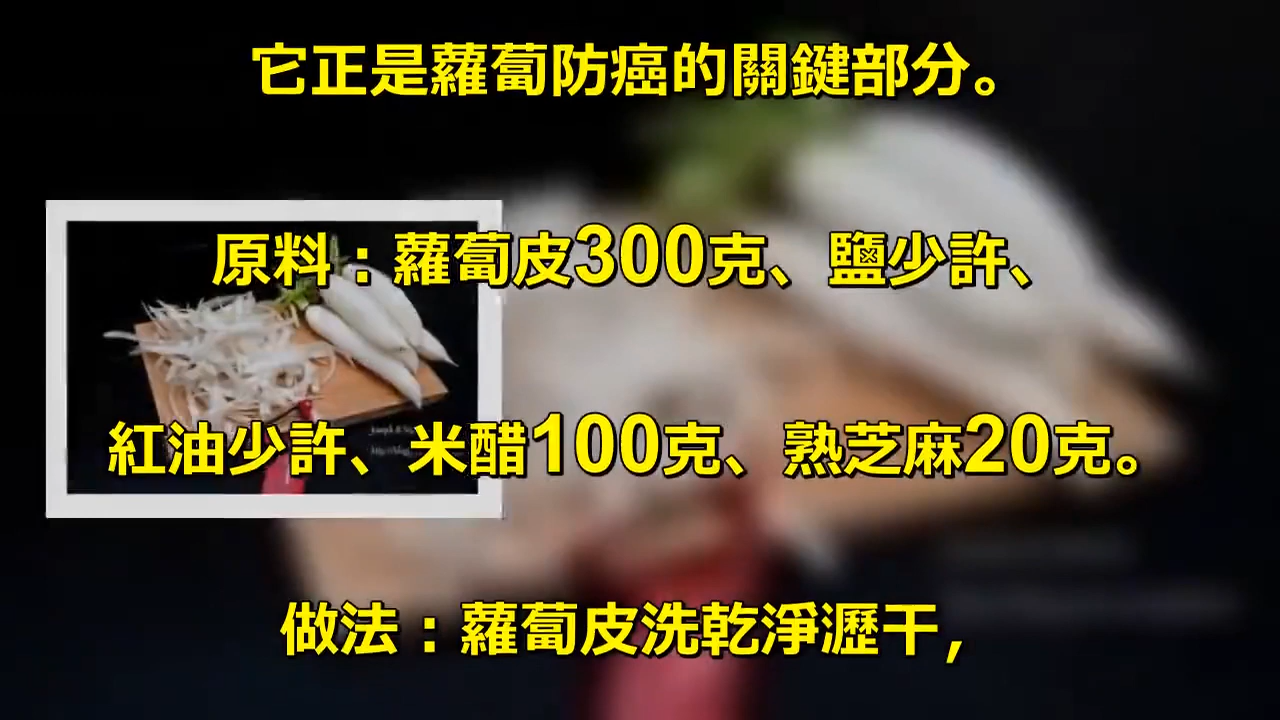 它正是蘿蔔防癌的關鍵部分。
原料：蘿蔔皮300克、鹽少許、
紅油少許、米醋100克、熟芝麻20克。
做法：蘿蔔皮洗乾淨瀝干，